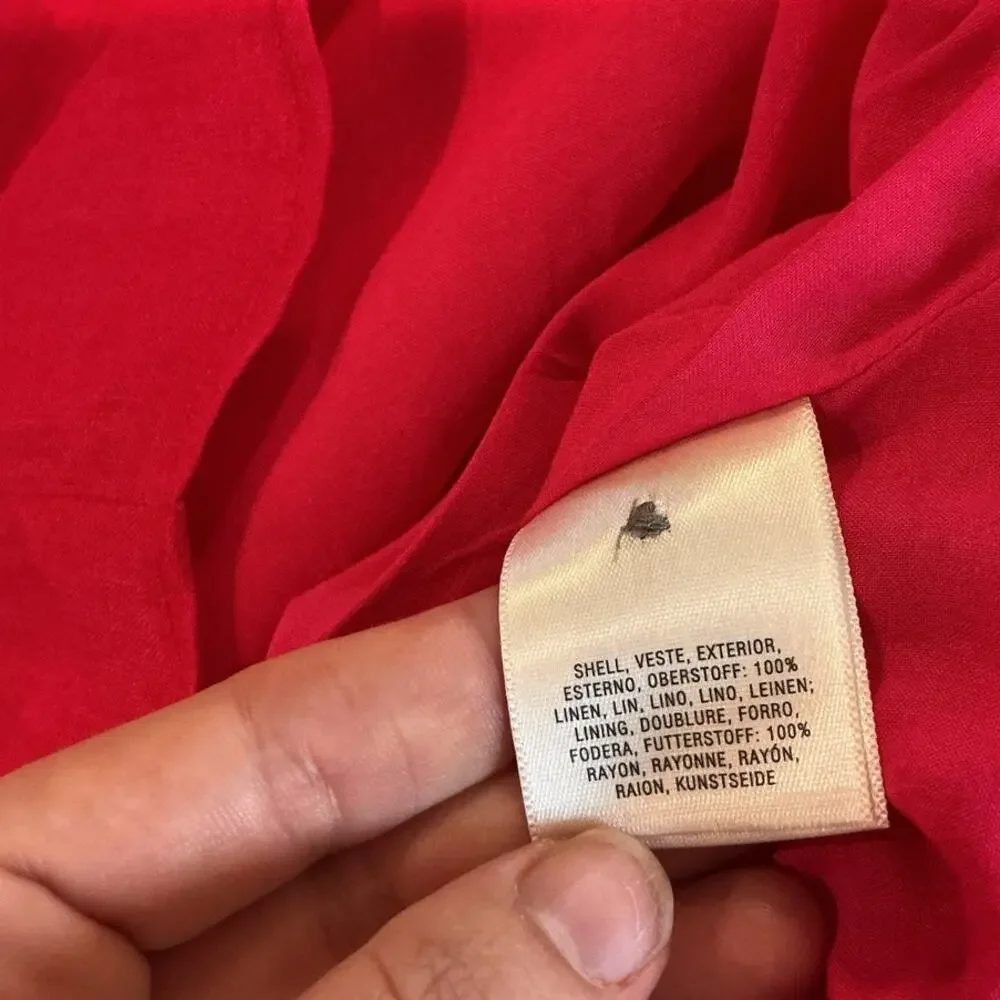 SHELL, VESTE, EXTERIOR,
ESTERNO, OBERSTOFF: 100%
LINEN, LIN, LINO, LINO, LEINEN;
LINING, DOUBLURE, FORRO,
FODERA, FUTTERSTOFF: 100%
RAYON, RAYONNE, RAYÓN,
RAION, KUNSTSEIDE